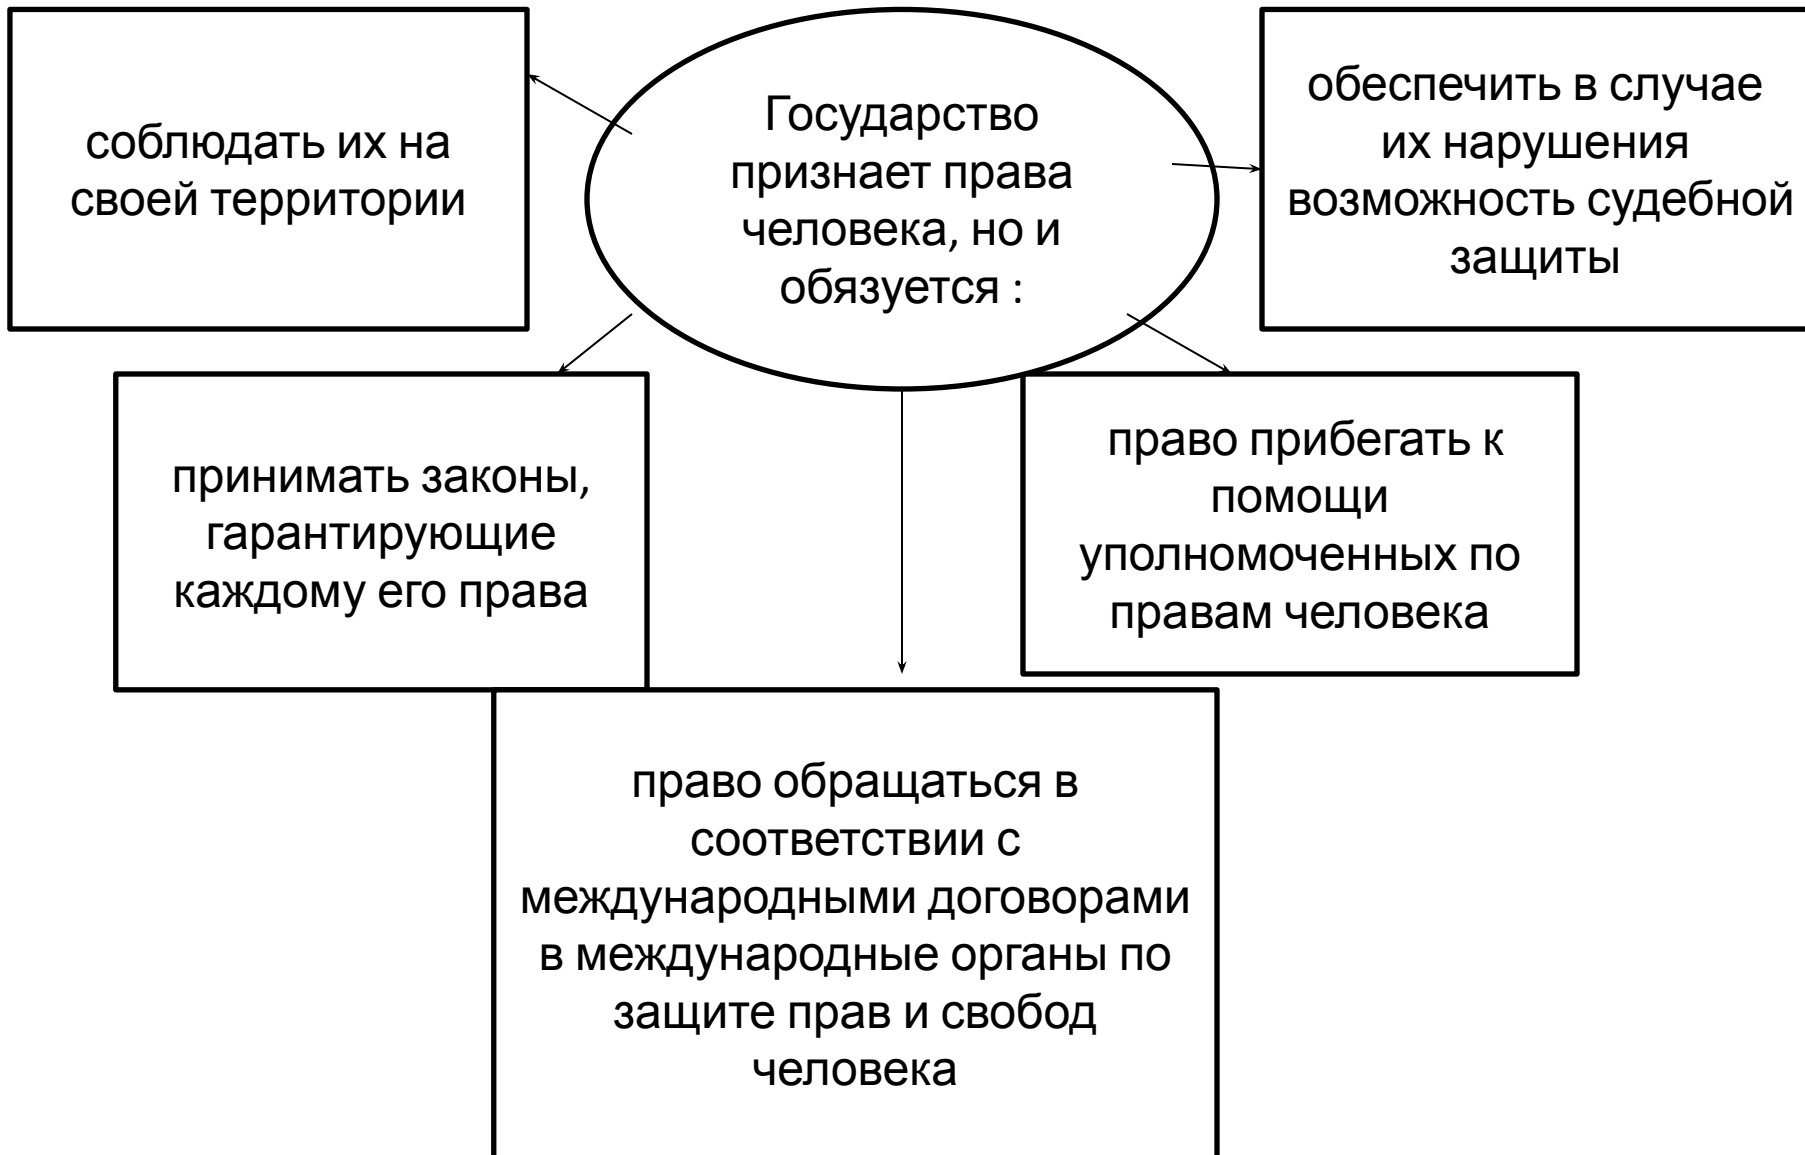 соблюдать их на
своей территории
Государство
признает права
человека, но и
обязуется :
обеспечить в случае
их нарушения
возможность судебной
защиты
принимать законы,
гарантирующие
каждому его права
право прибегать к
помощи
уполномоченных по
правам человека
право обращаться в
соответствии с
международными договорами
в международные органы по
защите прав и свобод
человека